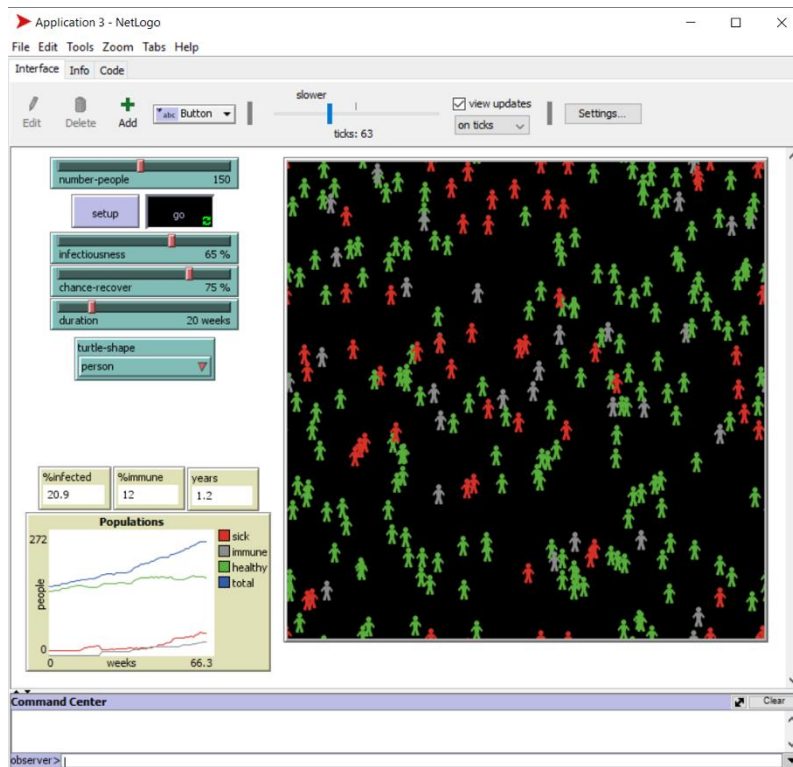 Application 3 - NetLogo
File Edit Tools Zoom Tabs Help
Interface Info Code
Edit Delete Add abc Button slower ticks: 63 view updates on ticks Settings...
number-people 150
setup go
infectiousness 65 %
chance-recover 75 %
duration 20 weeks
turtle-shape
person
%infected %immune years
20.9 12 1.2
Populations
272
people
0
0 weeks 66.3
sick
immune
healthy
total
Command Center Clear
observer>